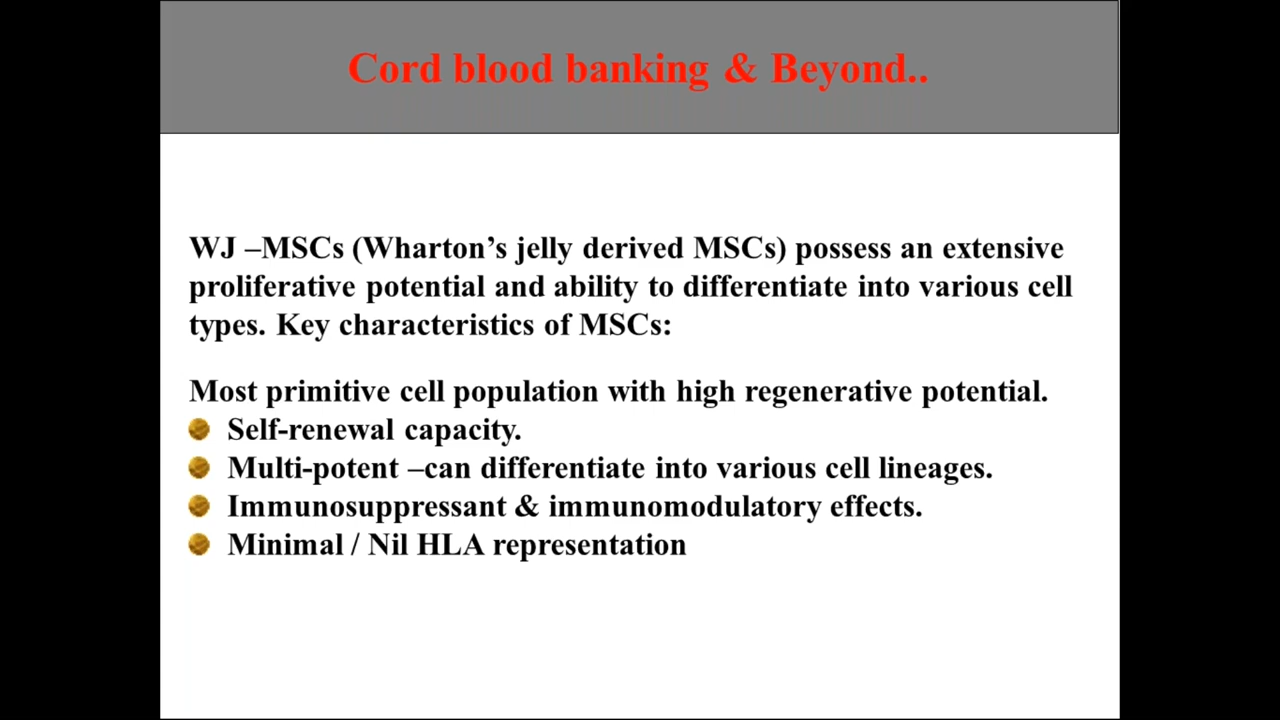 Cord blood banking & Beyond..
WJ –MSCs (Wharton’s jelly derived MSCs) possess an extensive
proliferative potential and ability to differentiate into various cell
types. Key characteristics of MSCs:
Most primitive cell population with high regenerative potential.
Self-renewal capacity.
Multi-potent –can differentiate into various cell lineages.
Immunosuppressant & immunomodulatory effects.
Minimal / Nil HLA representation